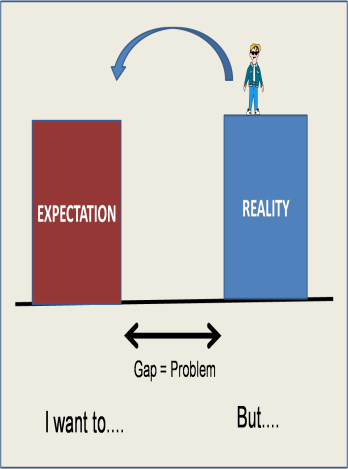 EXPECTATION
REALITY
Gap = Problem
I want to....
But....